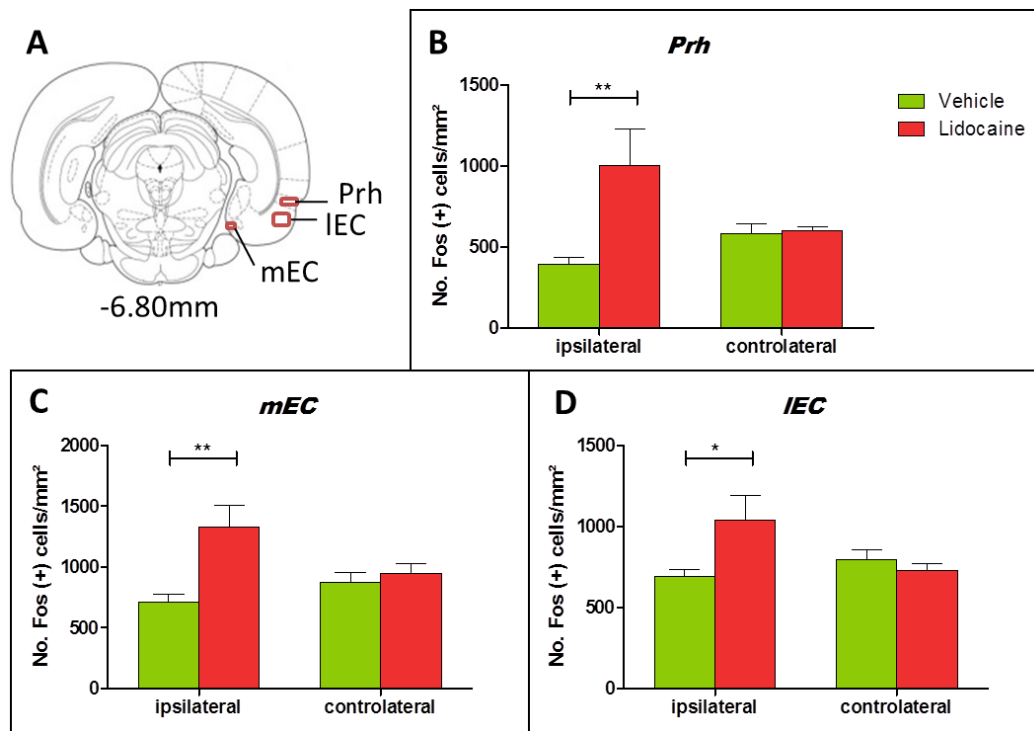 A
Prh
lEC
mEC
-6.80mm
B
Prh
No. Fos (+) cells/mm²
1500
1000
500
0
**
ipsilateral
controlateral
Vehicle
Lidocaine
C
mEC
No. Fos (+) cells/mm²
2000
1500
1000
500
0
**
ipsilateral
controlateral
D
lEC
No. Fos (+) cells/mm²
1500
1000
500
0
*
ipsilateral
controlateral